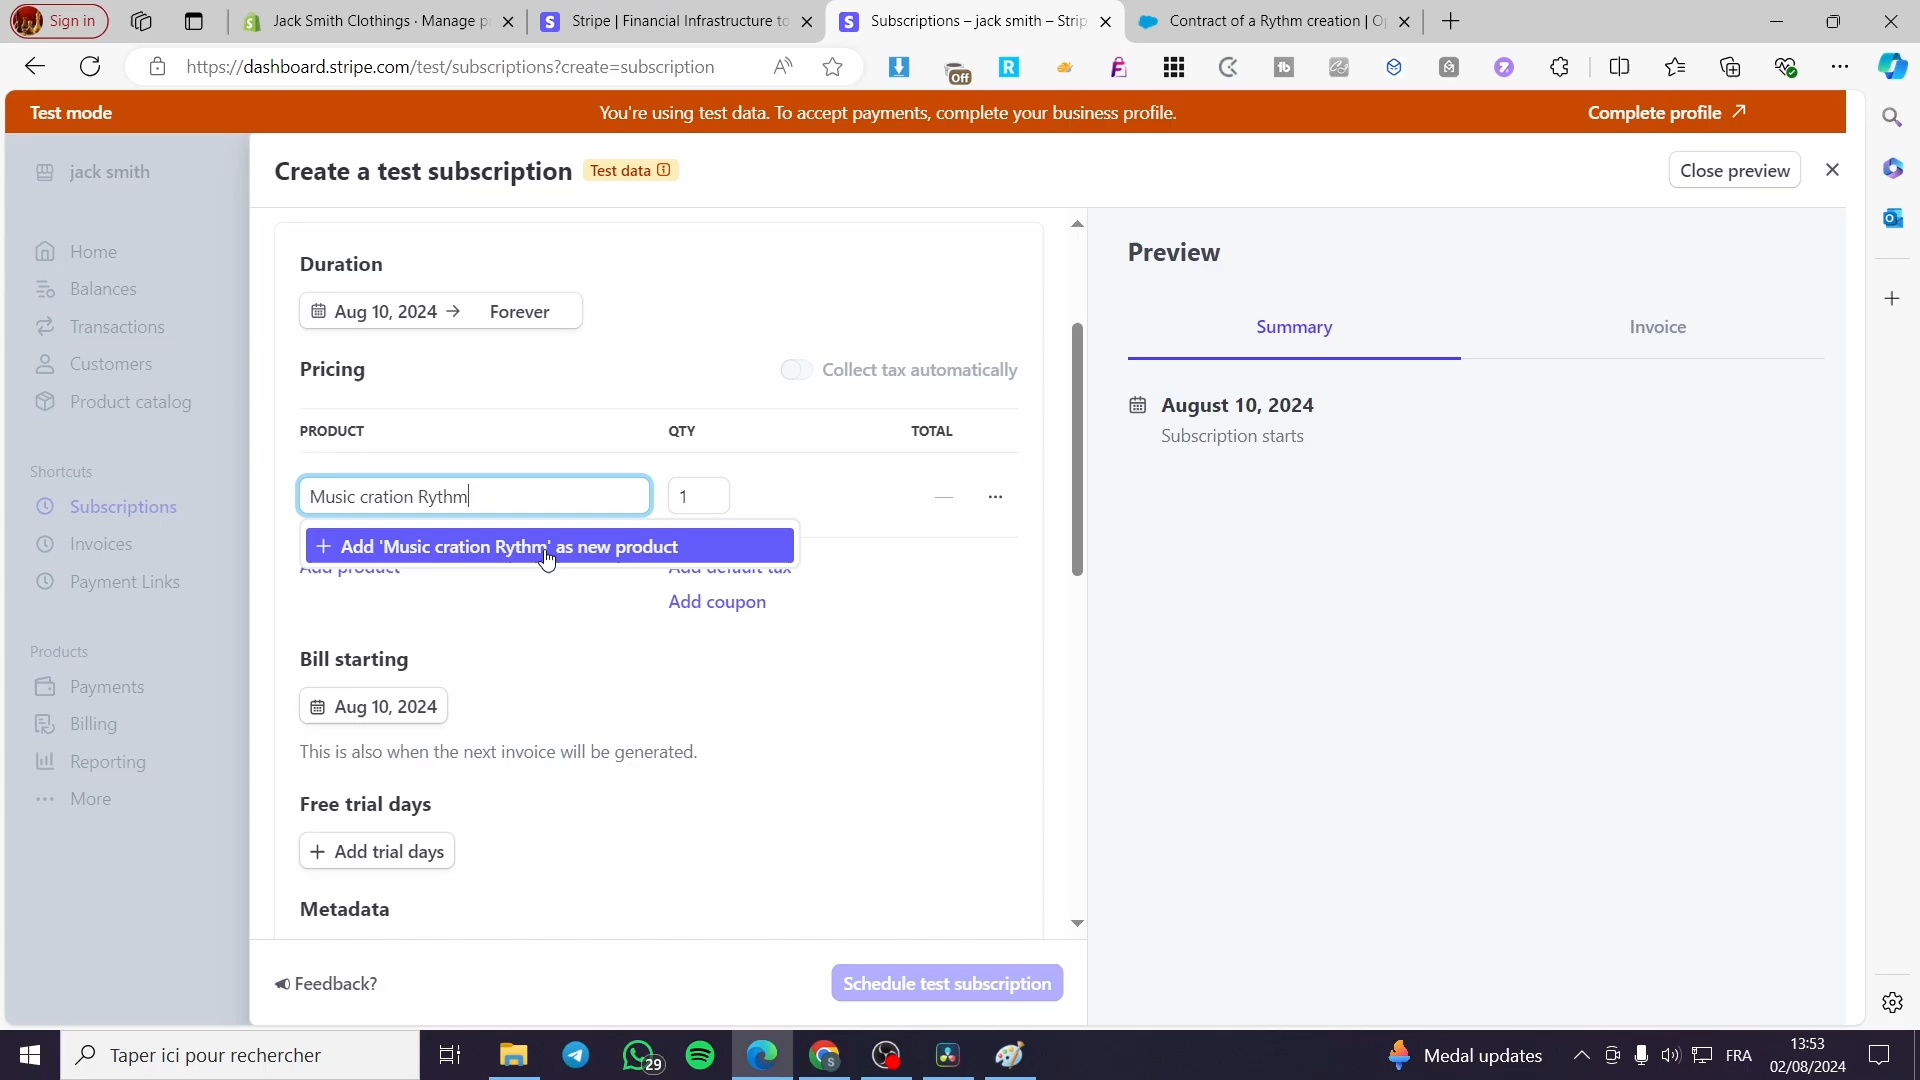 Sign in
Jack Smith Clothings · Manage p
Stripe | Financial Infrastructure to
Subscriptions – jack smith – Strip
Contract of a Rythm creation | O
https://dashboard.stripe.com/test/subscriptions?create=subscription
Off
Test mode
You're using test data. To accept payments, complete your business profile.
Complete profile
jack smith
Create a test subscription
Test data
Close preview
Home
Balances
Transactions
Customers
Product catalog
Shortcuts
Subscriptions
Invoices
Payment Links
Products
Payments
Billing
Reporting
More
Duration
Aug 10, 2024
Forever
Pricing
Collect tax automatically
PRODUCT
QTY
TOTAL
Music cration Rythm
1
+ Add 'Music cration Rythm' as new product
Add product
Add default tax
Add coupon
Bill starting
Aug 10, 2024
This is also when the next invoice will be generated.
Free trial days
+ Add trial days
Metadata
Feedback?
Schedule test subscription
Preview
Summary
Invoice
August 10, 2024
Subscription starts
Taper ici pour rechercher
29
Medal updates
FRA
13:53
02/08/2024